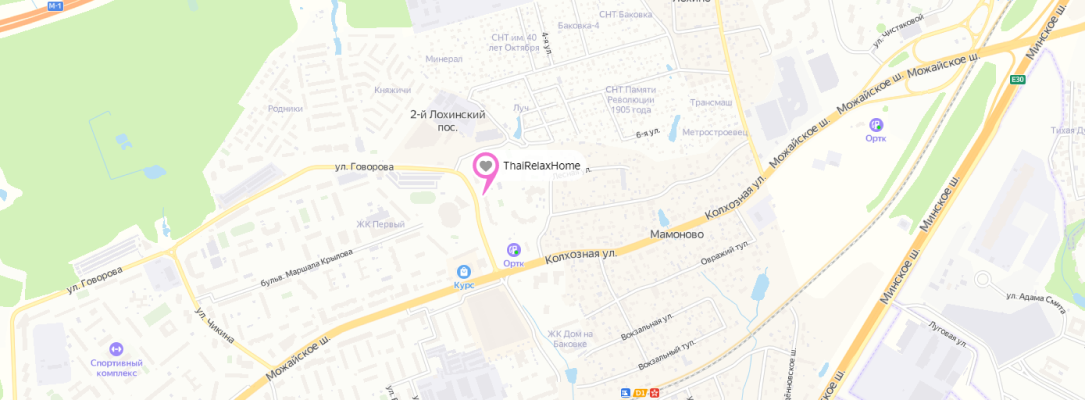 М-1
СНТ Баковка
Баковка-4
4-я ул.
СНТ им. 40
лет Октября
ул. Чистяковой
Минское ш.
Можайское ш.
E30
Минерал
Княжичи
Родники
2-й Лохинский
пос.
Луч
СНТ Памяти
Революции
1905 года
Трансмаш
6-я ул.
Метростроевец
Можайское ш.
Ортк
Тихая Ду
ул. Говорова
ThaiRelaxHome
Колхозная ул.
Минское ш.
ЖК Первый
Мамоново
бульв. Маршала Крылова
Ортк
Колхозная ул.
Овражий туп.
Курс
ул. Говорова
ул. Чикина
Минское ш.
ул. Адама Смита
Луговая ул.
Вокзальная ул.
ЖК Дом на
Баковке
Вокзальный туп.
Можайское ш.
Спортивный
комплекс
Минское ш.
D1